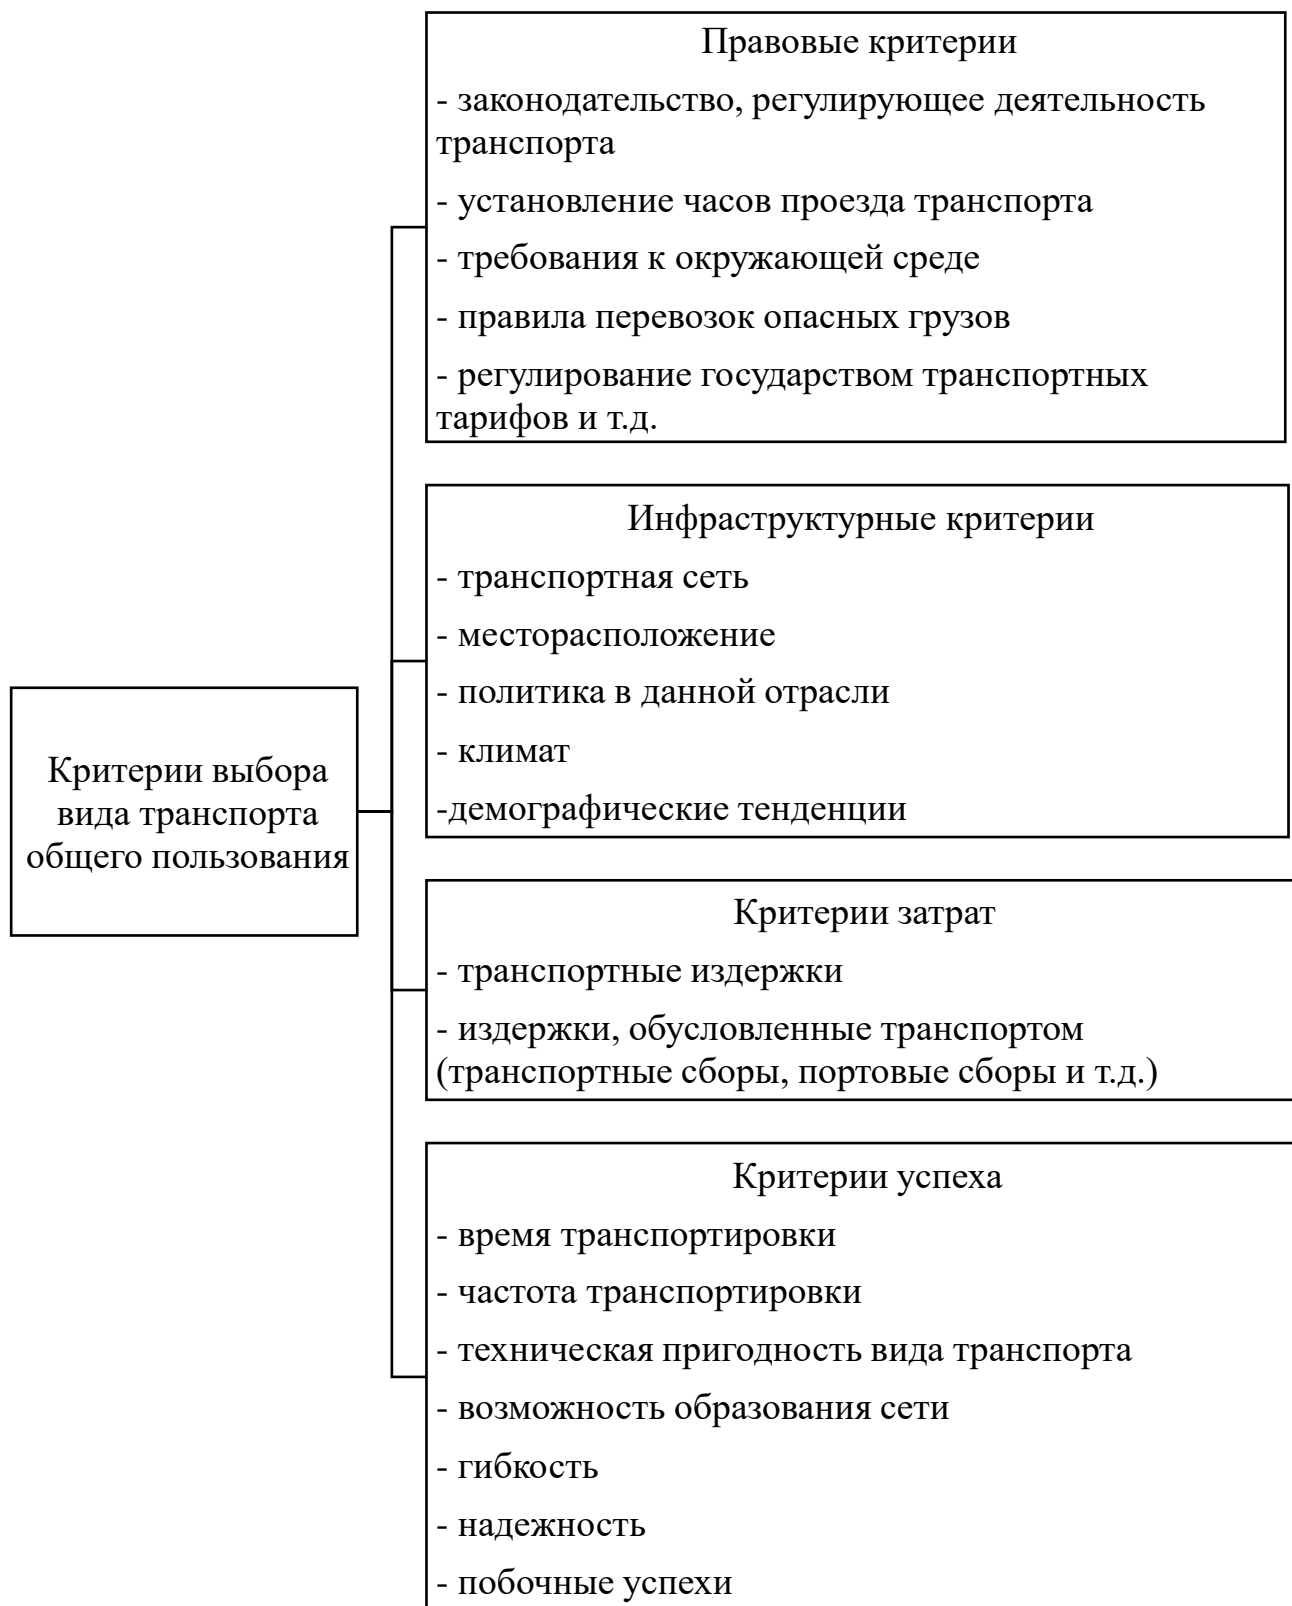 Правовые критерии
- законодательство, регулирующее деятельность
транспорта
- установление часов проезда транспорта
- требования к окружающей среде
- правила перевозок опасных грузов
- регулирование государством транспортных
тарифов и т.д.
Инфраструктурные критерии
- транспортная сеть
- месторасположение
- политика в данной отрасли
- климат
-демографические тенденции
Критерии выбора
вида транспорта
общего пользования
Критерии затрат
- транспортные издержки
- издержки, обусловленные транспортом
(транспортные сборы, портовые сборы и т.д.)
Критерии успеха
- время транспортировки
- частота транспортировки
- техническая пригодность вида транспорта
- возможность образования сети
- гибкость
- надежность
- побочные успехи